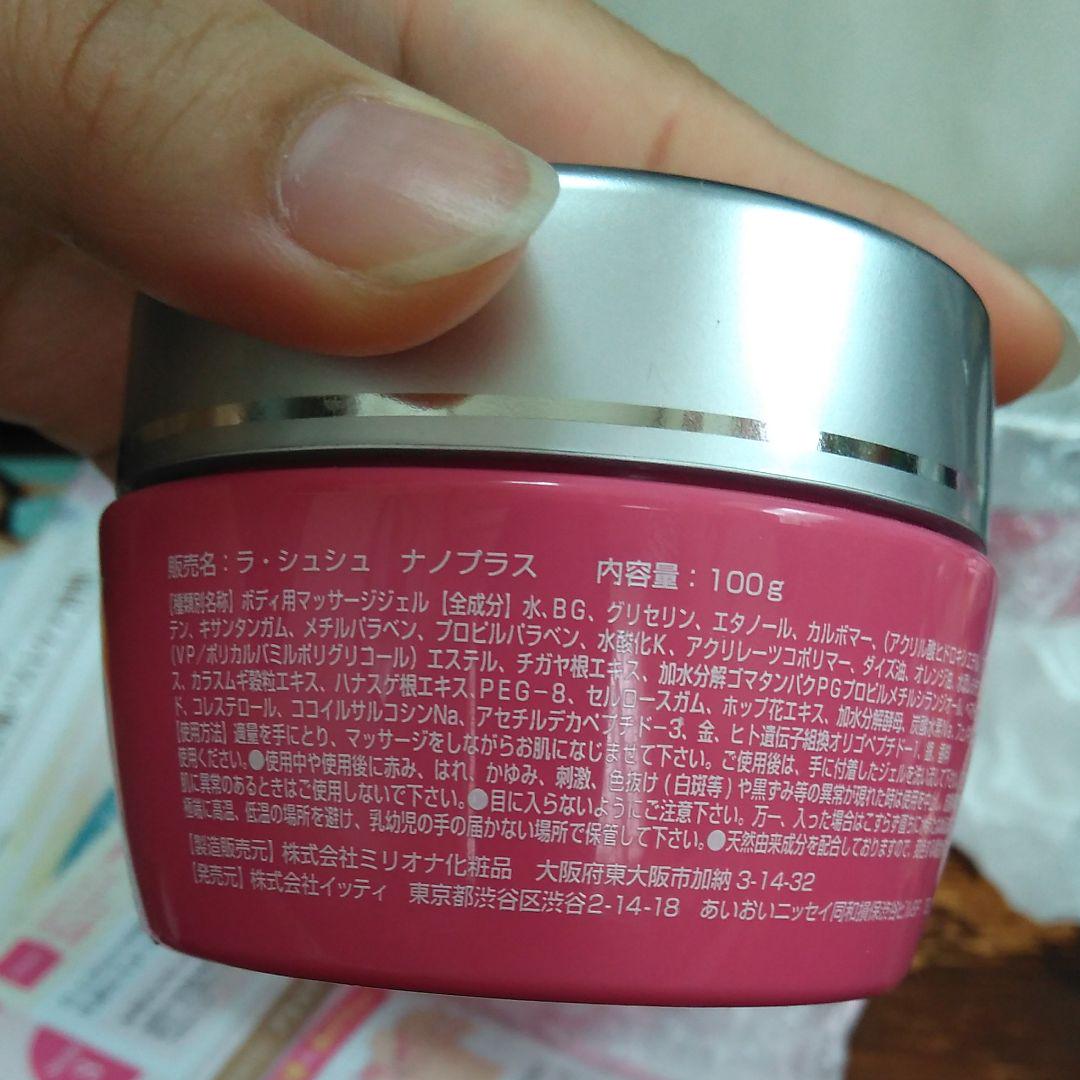 販売名：ラ・シュシュ ナノプラス 内容量：100g
【種類別名称】ボディ用マッサージジェル【全成分】水、BG、グリセリン、エタノール、カルボマー、(アクリル酸ヒドロキシエチル
テン、キサンタンガム、メチルパラベン、プロピルパラベン、水酸化K、アクリレーツコポリマー、ダイズ油、オレンジ油、
(VP/ポリカルバミルポリグリコール)エステル、チガヤ根エキス、加水分解ゴマタンパクPGプロピルメチルシランジオール、
ス、カラスムギ穀粒エキス、ハナスゲ根エキス、PEG-8、セルロースガム、ホップ花エキス、加水分解酵母、
ド、コレステロール、ココイルサルコシンNa、アセチルデカペプチド-3、金、ヒト遺伝子組換オリゴペプチド-1、
【使用方法】適量を手にとり、マッサージをしながらお肌になじませて下さい。ご使用後は、手に付着したジェルを洗い流して下さい
使用ください。●使用中や使用後に赤み、はれ、かゆみ、刺激、色抜け(白斑等)や黒ずみ等の異常が現れた時は使用を中止し、
肌に異常のあるときはご使用しないで下さい。●目に入らないようにご注意下さい。万一、入った場合はこすらず直ちに
極端に高温、低温の場所を避け、乳幼児の手の届かない場所で保管して下さい。●天然由来成分を配合しておりますので、
【製造販売元】株式会社ミリオナ化粧品 大阪府東大阪市加納3-14-32
【発売元】株式会社イッティ 東京都渋谷区渋谷2-14-18 あいおいニッセイ同和損保渋谷ビル